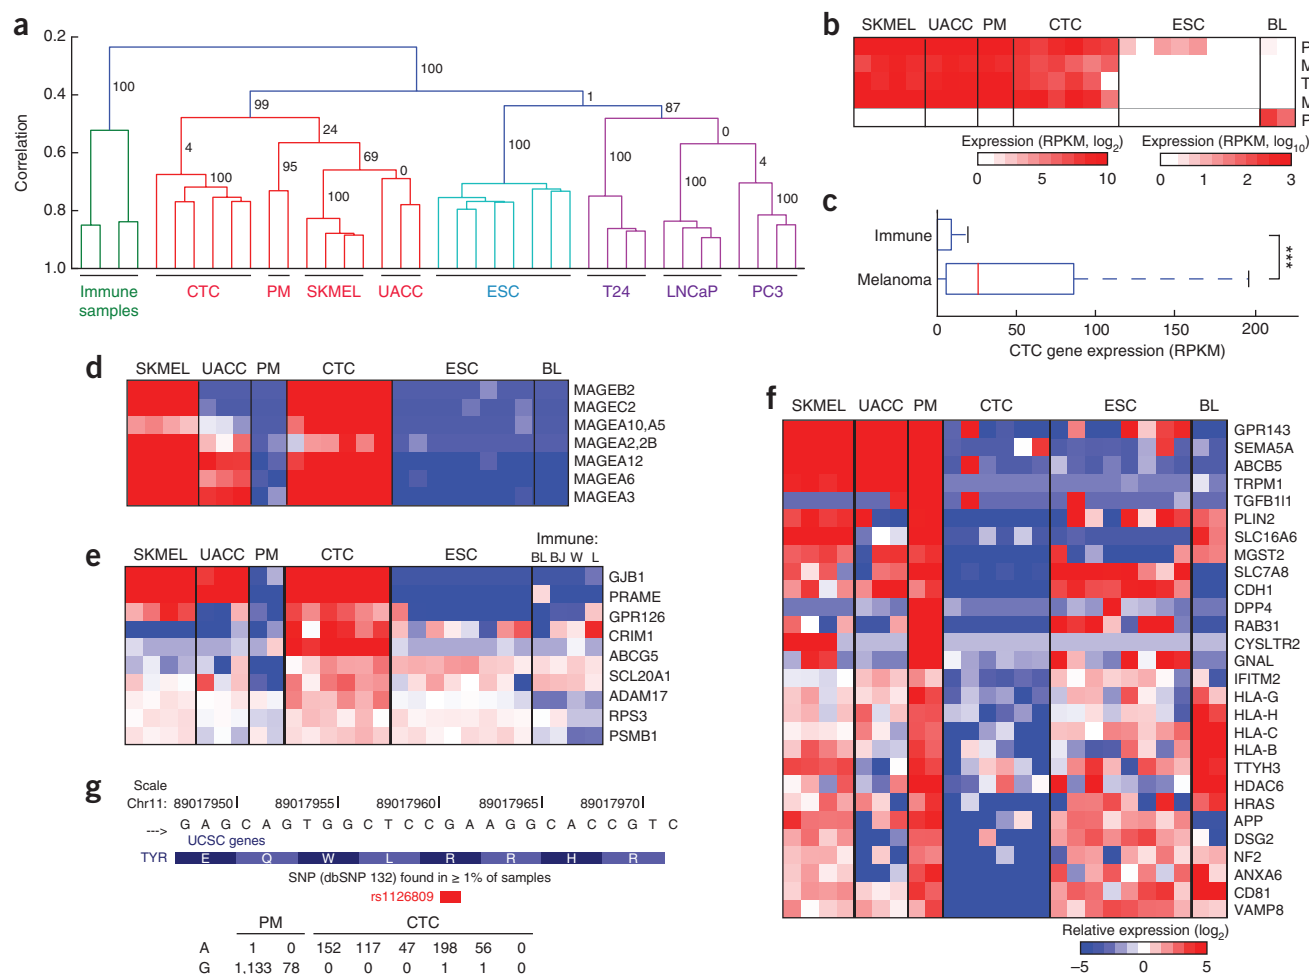 a
0.2
0.4
0.6
0.8
1.0
Correlation
100
100
99
1
87
4
24
0
100
95
69
0
100
100
100
4
100
100
100
Immune samples
CTC
PM
SKMEL
UACC
ESC
T24
LNCaP
PC3
b
SKMEL UACC PM CTC ESC BL
P
M
T
M
P
Expression (RPKM, log2)
0 5 10
Expression (RPKM, log10)
0 1 2 3
c
Immune
Melanoma
***
0 50 100 150 200
CTC gene expression (RPKM)
d
SKMEL UACC PM CTC ESC BL
MAGEB2
MAGEC2
MAGEA10,A5
MAGEA2,2B
MAGEA12
MAGEA6
MAGEA3
e
Immune:
SKMEL UACC PM CTC ESC BL BJ W L
GJB1
PRAME
GPR126
CRIM1
ABCG5
SCL20A1
ADAM17
RPS3
PSMB1
f
SKMEL UACC PM CTC ESC BL
GPR143
SEMA5A
ABCB5
TRPM1
TGFB1I1
PLIN2
SLC16A6
MGST2
SLC7A8
CDH1
DPP4
RAB31
CYSLTR2
GNAL
IFITM2
HLA-G
HLA-H
HLA-C
HLA-B
TTYH3
HDAC6
HRAS
APP
DSG2
NF2
ANXA6
CD81
VAMP8
Relative expression (log2)
−5 0 5
g
Scale
Chr11: 89017950 89017955 89017960 89017965 89017970
---> G A G C A G T G G C T C C G A A G G C A C C G T C
UCSC genes
TYR E Q W L R R H R
SNP (dbSNP 132) found in ≥ 1% of samples
rs1126809
PM CTC
A 1 0 152 117 47 198 56 0
G 1,133 78 0 0 0 1 1 0